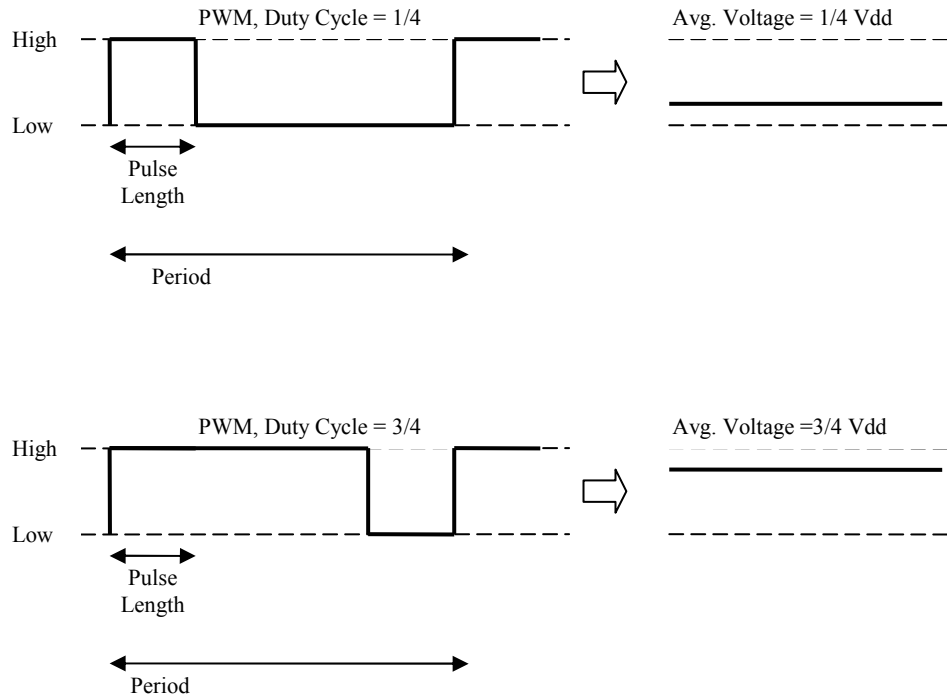 PWM, Duty Cycle = 1/4
Avg. Voltage = 1/4 Vdd
High
Low
Pulse
Length
Period
PWM, Duty Cycle = 3/4
Avg. Voltage =3/4 Vdd
High
Low
Pulse
Length
Period